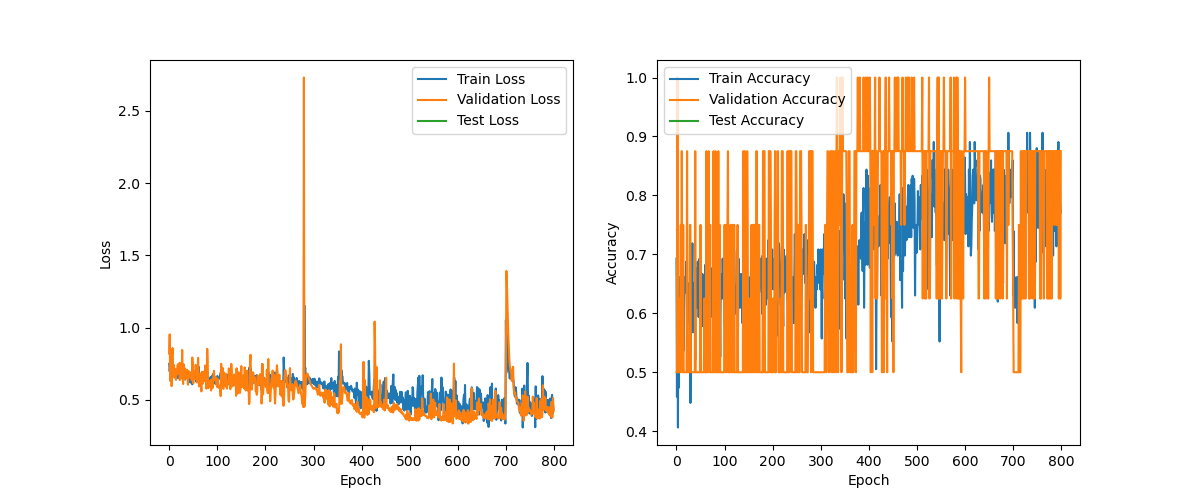 Train Loss
Validation Loss
Test Loss
2.5
2.0
1.5
1.0
0.5
Loss
0 100 200 300 400 500 600 700 800
Epoch
Train Accuracy
Validation Accuracy
Test Accuracy
1.0
0.9
0.8
0.7
0.6
0.5
0.4
Accuracy
0 100 200 300 400 500 600 700 800
Epoch